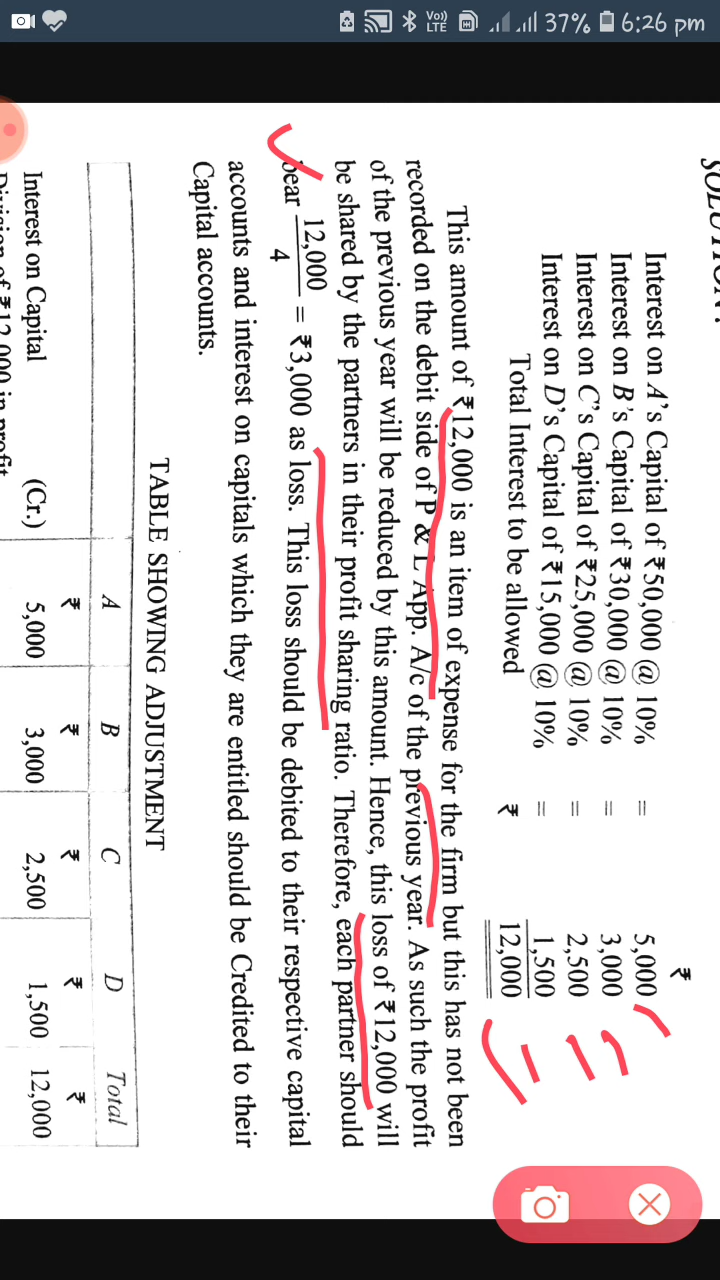 Vo)) LTE 37% 6:26 pm
SOLUTION:
₹
Interest on A's Capital of ₹50,000 @ 10% = 5,000
Interest on B's Capital of ₹30,000 @ 10% = 3,000
Interest on C's Capital of ₹25,000 @ 10% = 2,500
Interest on D's Capital of ₹15,000 @ 10% = 1,500
Total Interest to be allowed ₹ 12,000
This amount of ₹12,000 is an item of expense for the firm but this has not been
recorded on the debit side of P & L App. A/c of the previous year. As such the profit
of the previous year will be reduced by this amount. Hence, this loss of ₹12,000 will
be shared by the partners in their profit sharing ratio. Therefore, each partner should
bear 12,000/4 = ₹3,000 as loss. This loss should be debited to their respective capital
accounts and interest on capitals which they are entitled should be Credited to their
Capital accounts.
TABLE SHOWING ADJUSTMENT
A B C D Total
₹ ₹ ₹ ₹ ₹
Interest on Capital (Cr.) 5,000 3,000 2,500 1,500 12,000
Division of ₹12,000 in profit